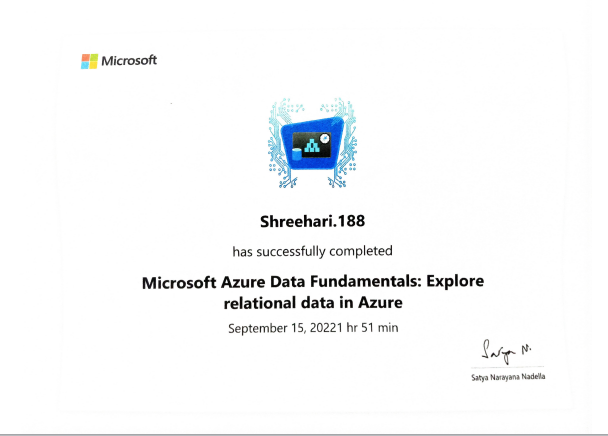 Microsoft
Shreehari.188
has successfully completed
Microsoft Azure Data Fundamentals: Explore
relational data in Azure
September 15, 20221 hr 51 min
Satya N.
Satya Narayana Nadella